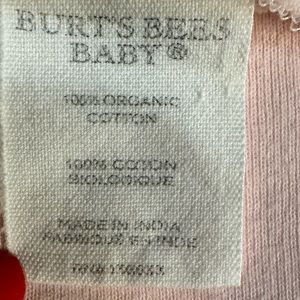 BURT'S BEES
BABY®
100% ORGANIC
COTTON
100% COTON
BIOLOGIQUE
MADE IN INDIA
FABRIQUÉ EN INDE